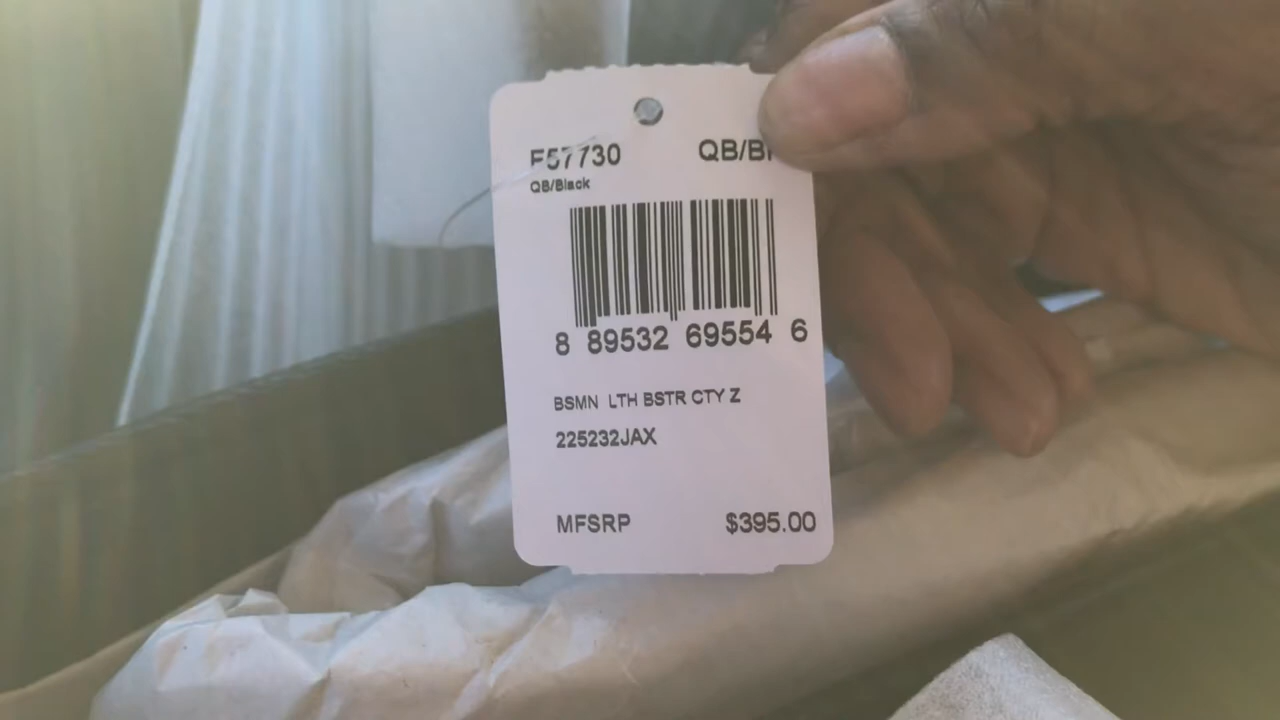 F57730 QB/B
QB/Black
8 89532 69554 6
BSMN LTH BSTR CTY Z
225232JAX
MFSRP $395.00